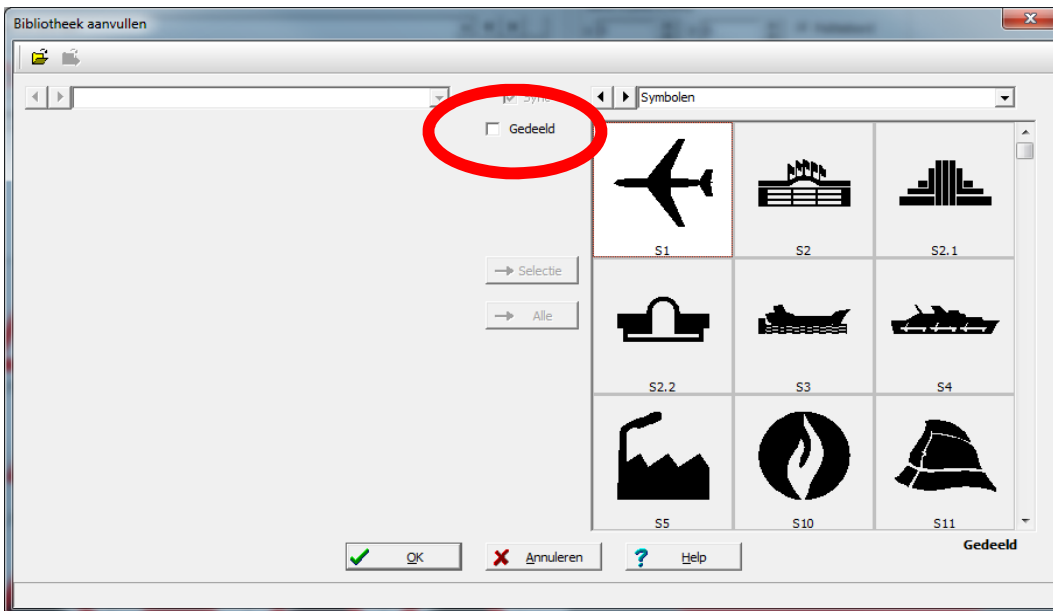 Bibliotheek aanvullen
Sync
Symbolen
Gedeeld
S1
S2
S2.1
Selectie
Alle
S2.2
S3
S4
S5
S10
S11
Gedeeld
OK
Annuleren
Help